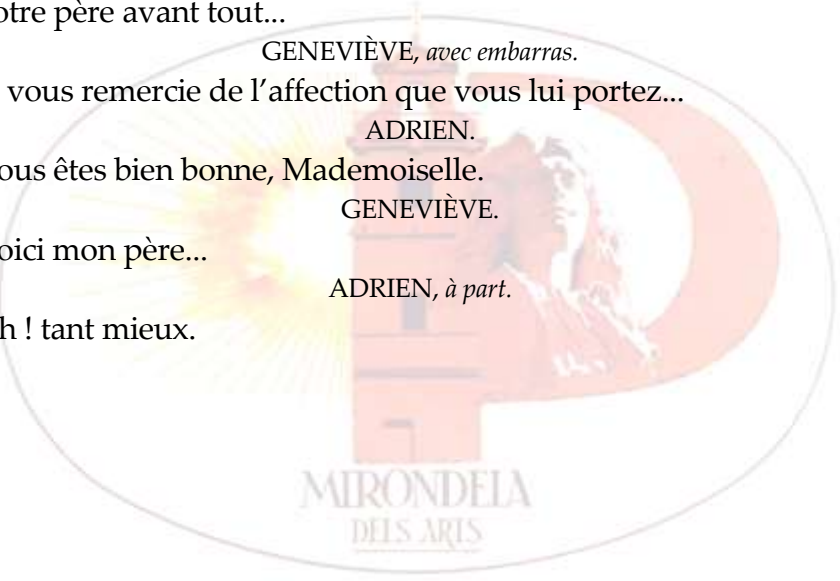 otre père avant tout...
GENEVIÈVE, avec embarras.
vous remercie de l’affection que vous lui portez...
ADRIEN.
ous êtes bien bonne, Mademoiselle.
GENEVIÈVE.
oici mon père...
ADRIEN, à part.
h ! tant mieux.
MIRONDELA
DELS ARTS